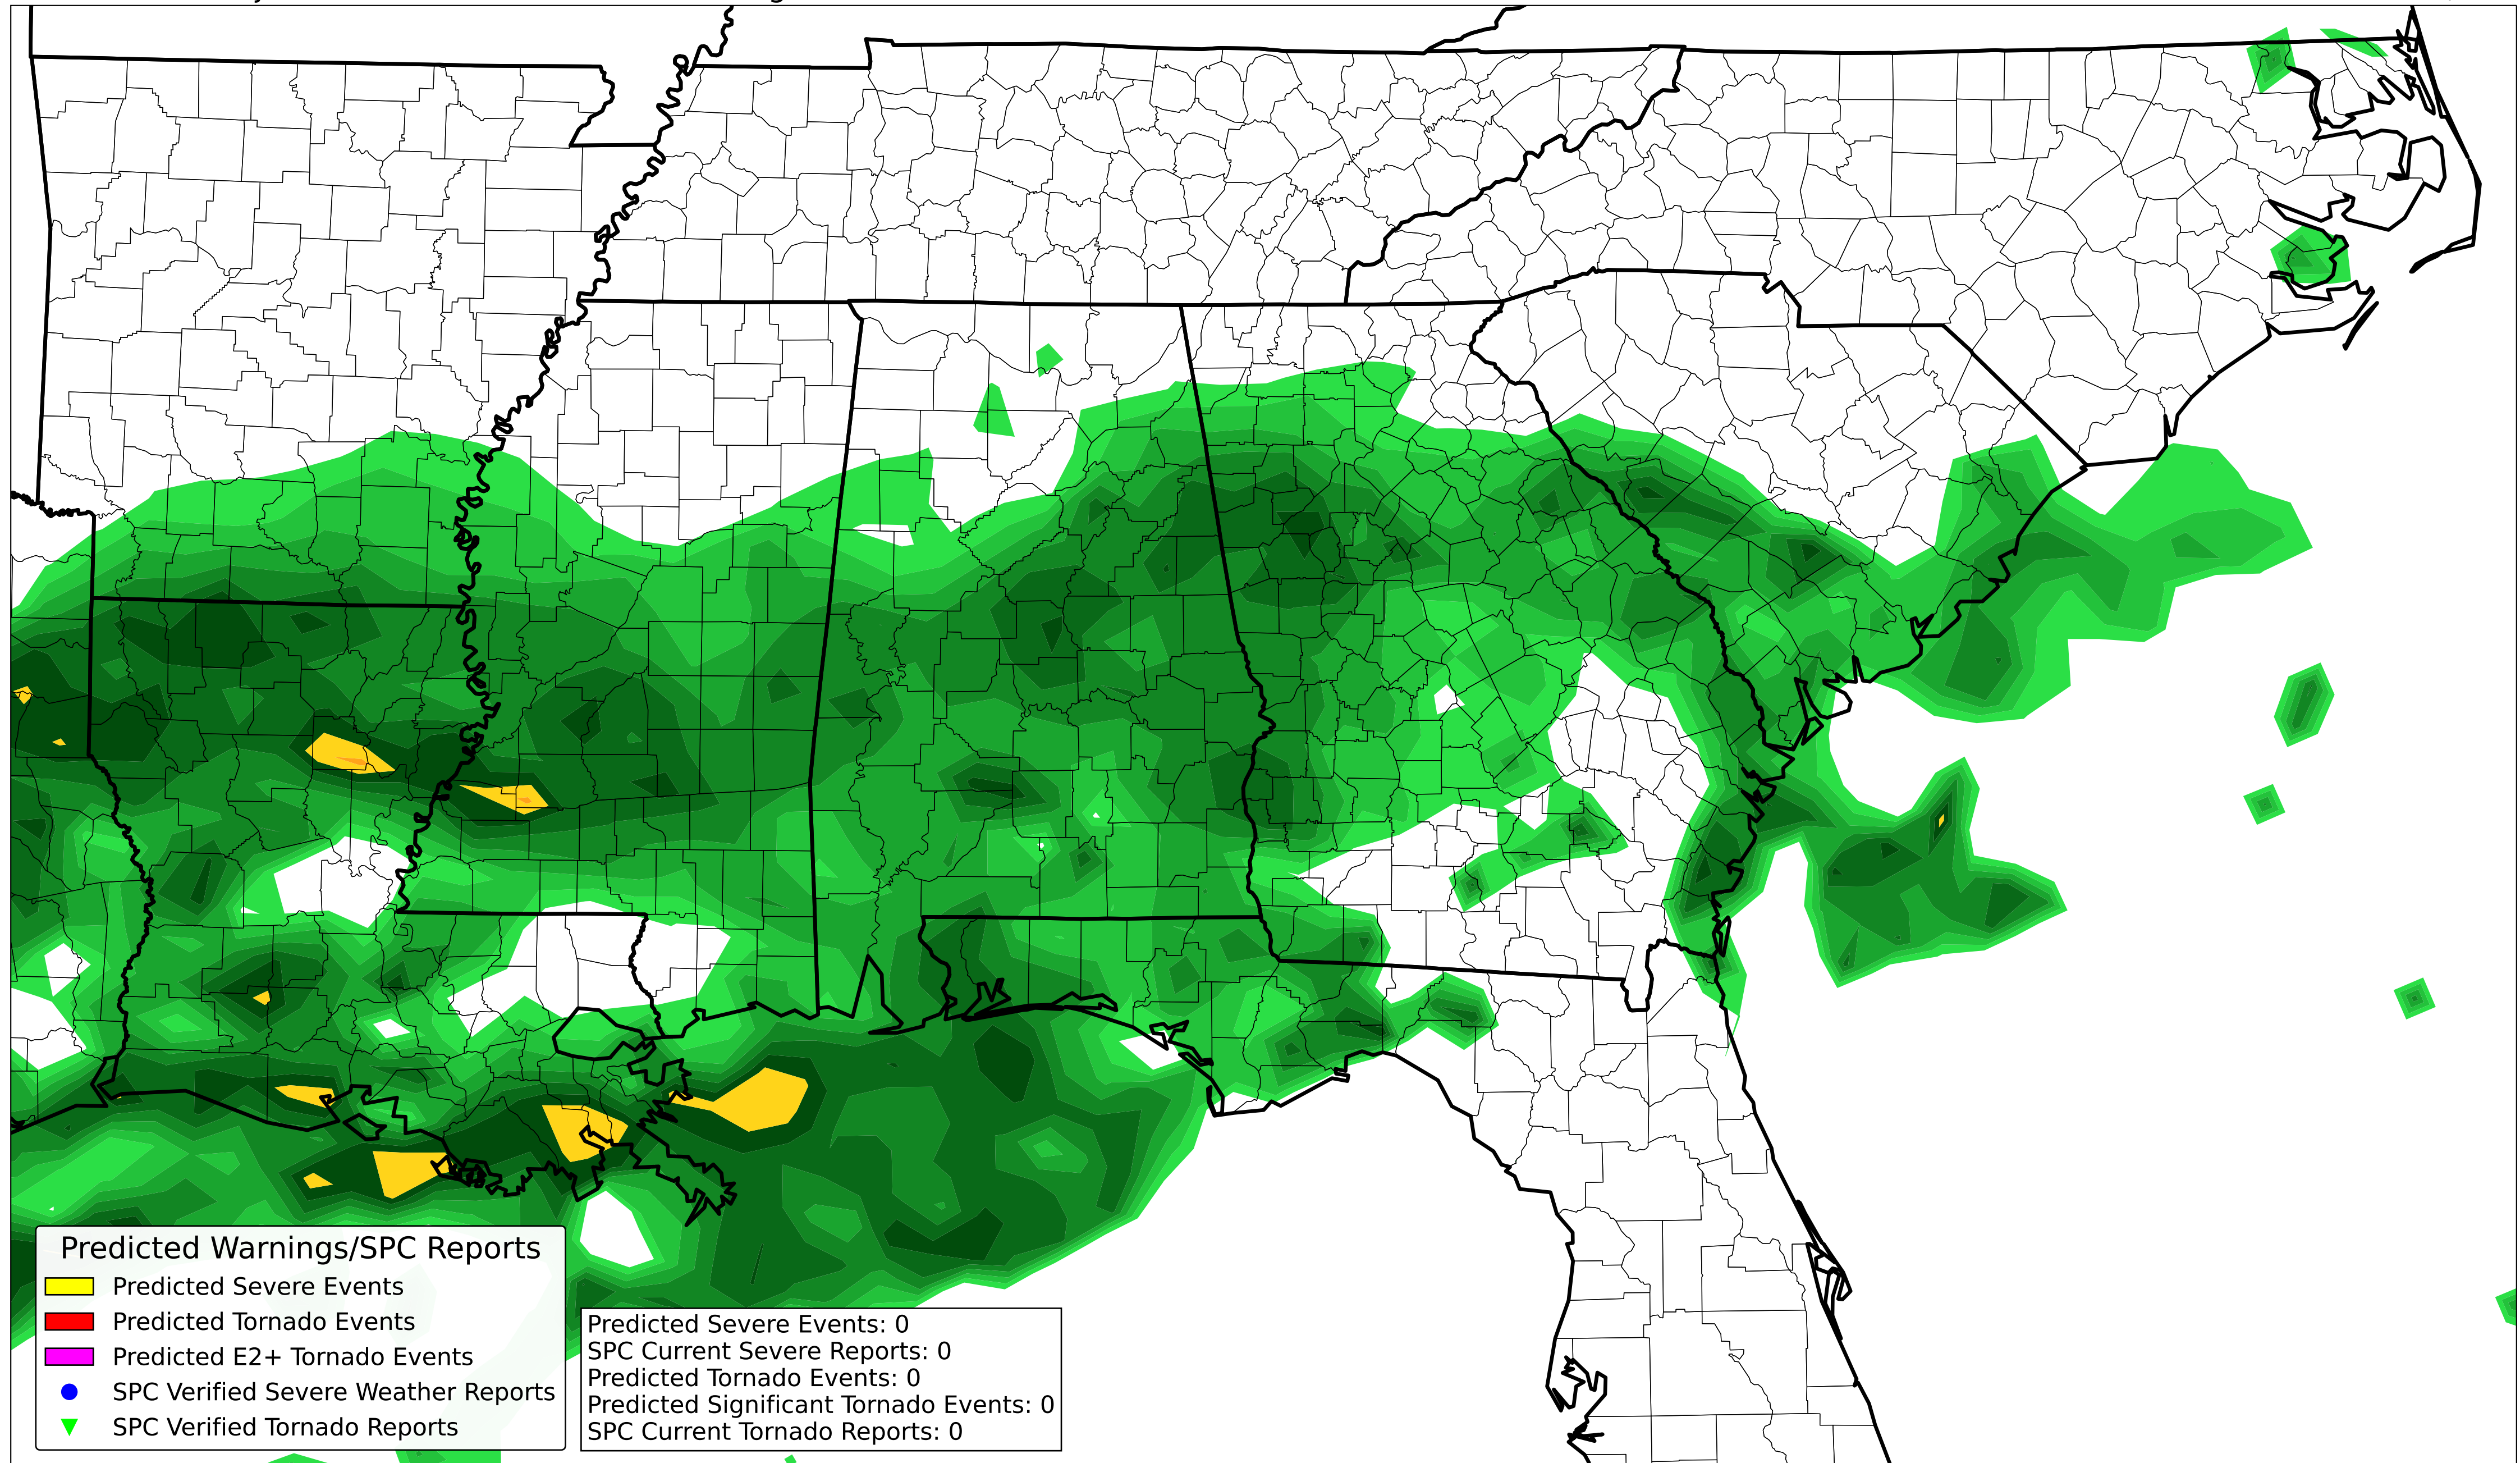 Predicted Warnings/SPC Reports
Predicted Severe Events
Predicted Tornado Events
Predicted E2+ Tornado Events
SPC Verified Severe Weather Reports
SPC Verified Tornado Reports
Predicted Severe Events: 0
SPC Current Severe Reports: 0
Predicted Tornado Events: 0
Predicted Significant Tornado Events: 0
SPC Current Tornado Reports: 0